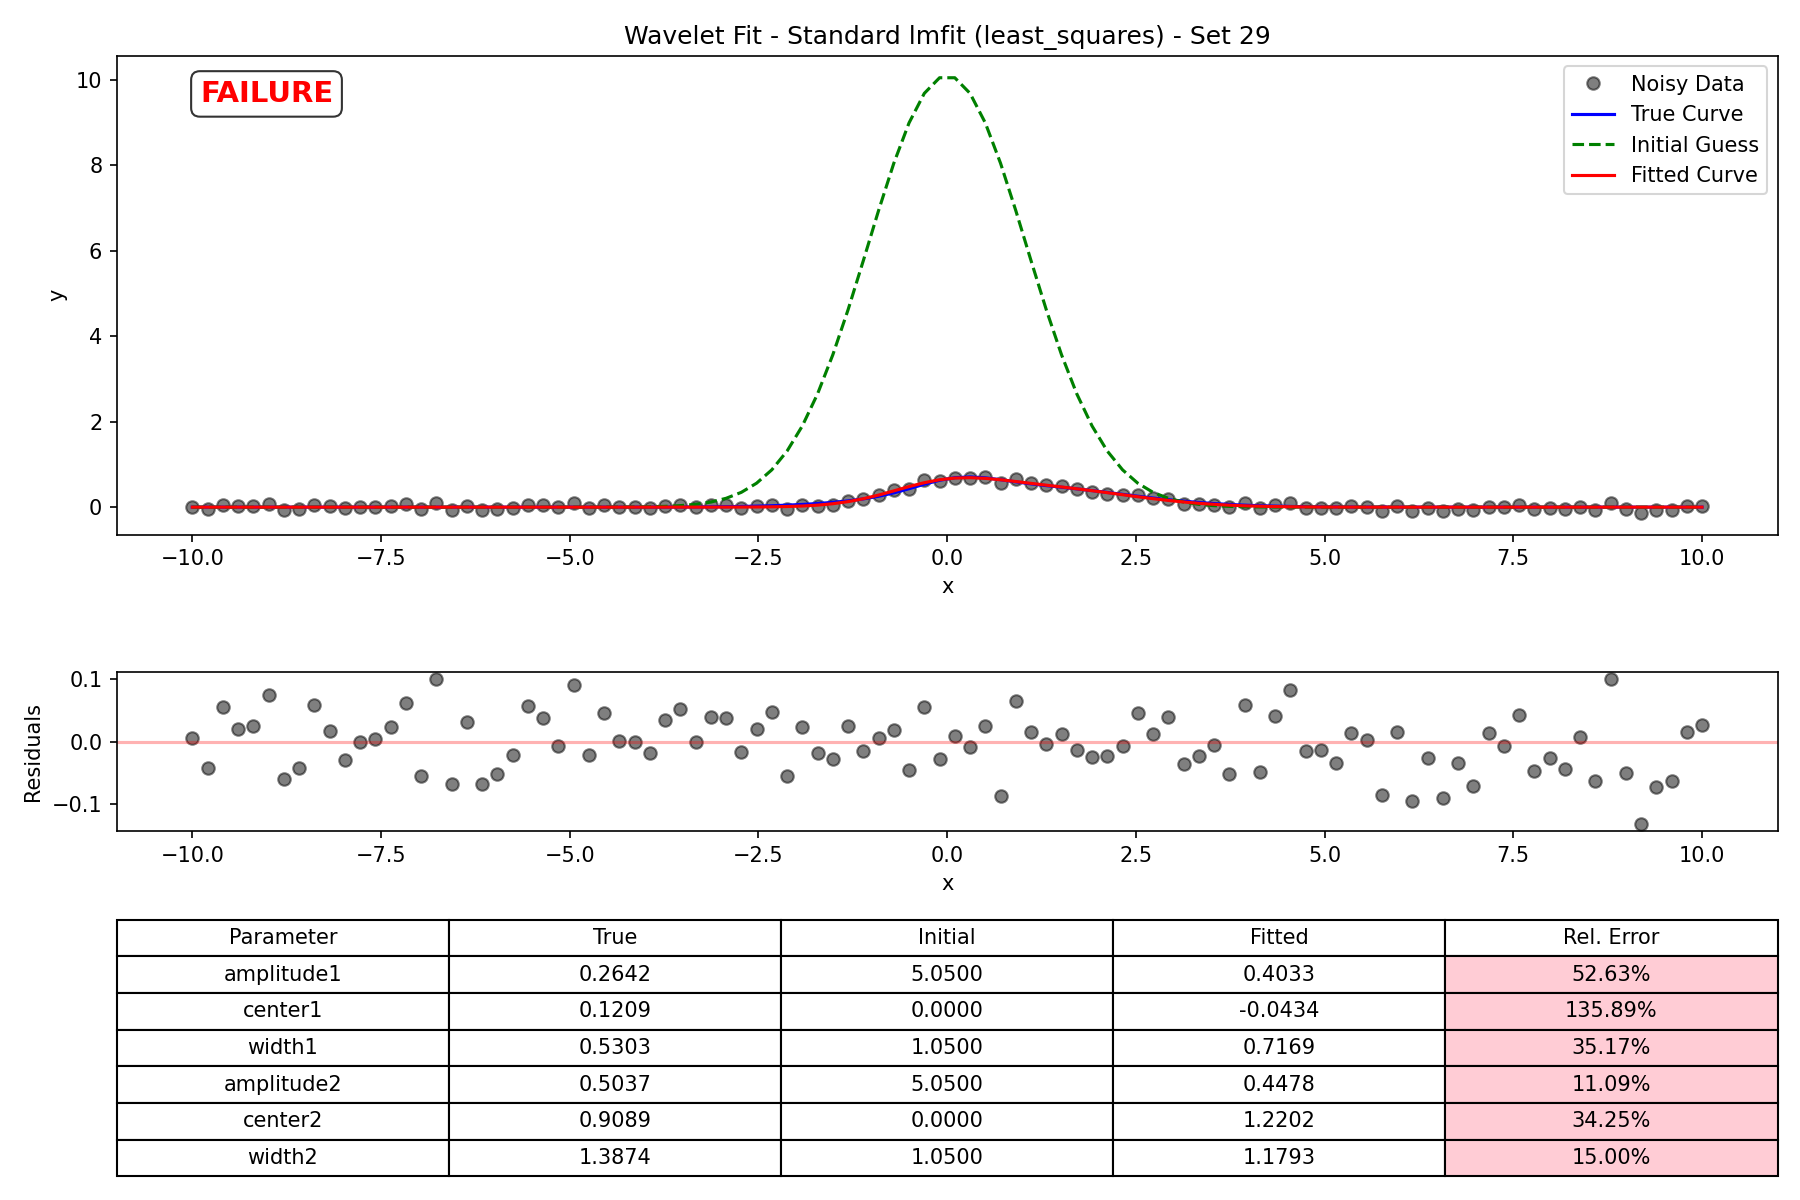 Wavelet Fit - Standard lmfit (least_squares) - Set 29
FAILURE
Noisy Data
True Curve
Initial Guess
Fitted Curve
y
10
8
6
4
2
0
−10.0 −7.5 −5.0 −2.5 0.0 2.5 5.0 7.5 10.0
x
Residuals
0.1
0.0
−0.1
−10.0 −7.5 −5.0 −2.5 0.0 2.5 5.0 7.5 10.0
x
Parameter True Initial Fitted Rel. Error
amplitude1 0.2642 5.0500 0.4033 52.63%
center1 0.1209 0.0000 -0.0434 135.89%
width1 0.5303 1.0500 0.7169 35.17%
amplitude2 0.5037 5.0500 0.4478 11.09%
center2 0.9089 0.0000 1.2202 34.25%
width2 1.3874 1.0500 1.1793 15.00%